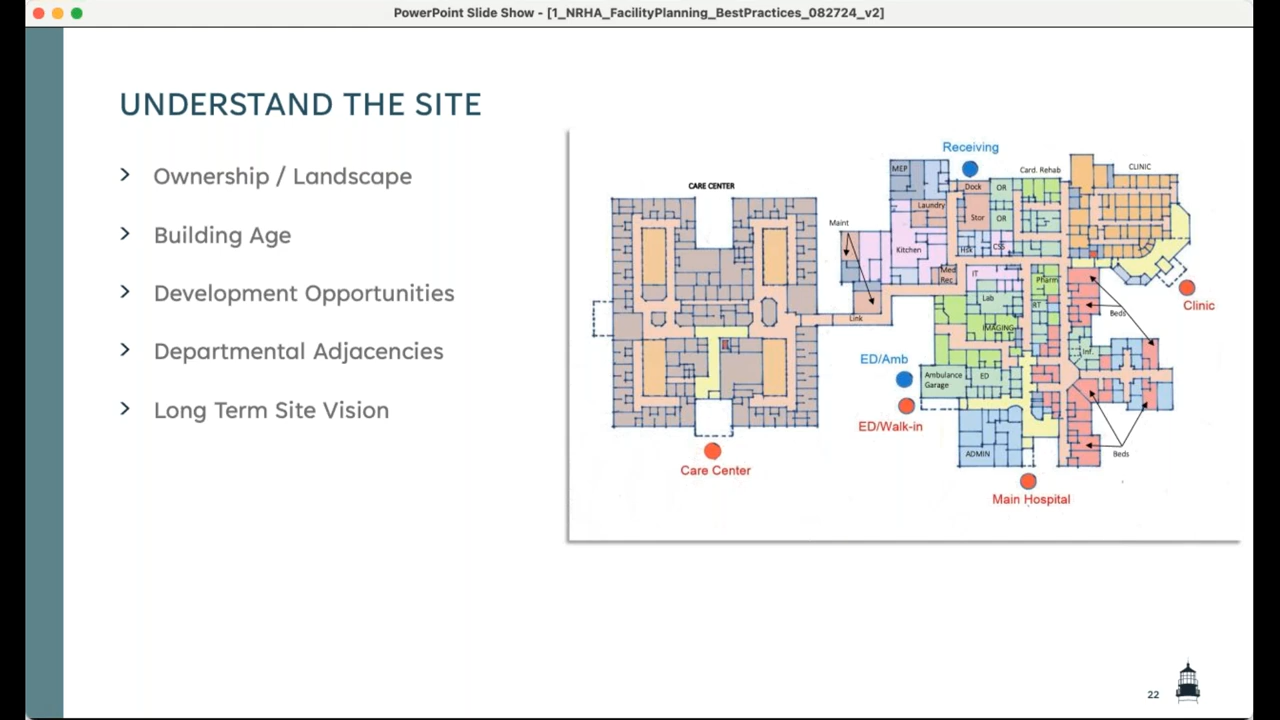 PowerPoint Slide Show - [1_NRHA_FacilityPlanning_BestPractices_082724_v2]
UNDERSTAND THE SITE
Ownership / Landscape
Building Age
Development Opportunities
Departmental Adjacencies
Long Term Site Vision
Receiving
MEP
Card. Rehab
CLINIC
CARE CENTER
Dock
OR
Laundry
Stor
OR
Maint
Kitchen
Hsk
CSS
Med
Rec
IT
Pharm
Lab
RT
Beds
Clinic
Link
IMAGING
Inf.
ED/Amb
Ambulance
Garage
ED
ED/Walk-in
ADMIN
Beds
Care Center
Main Hospital
22